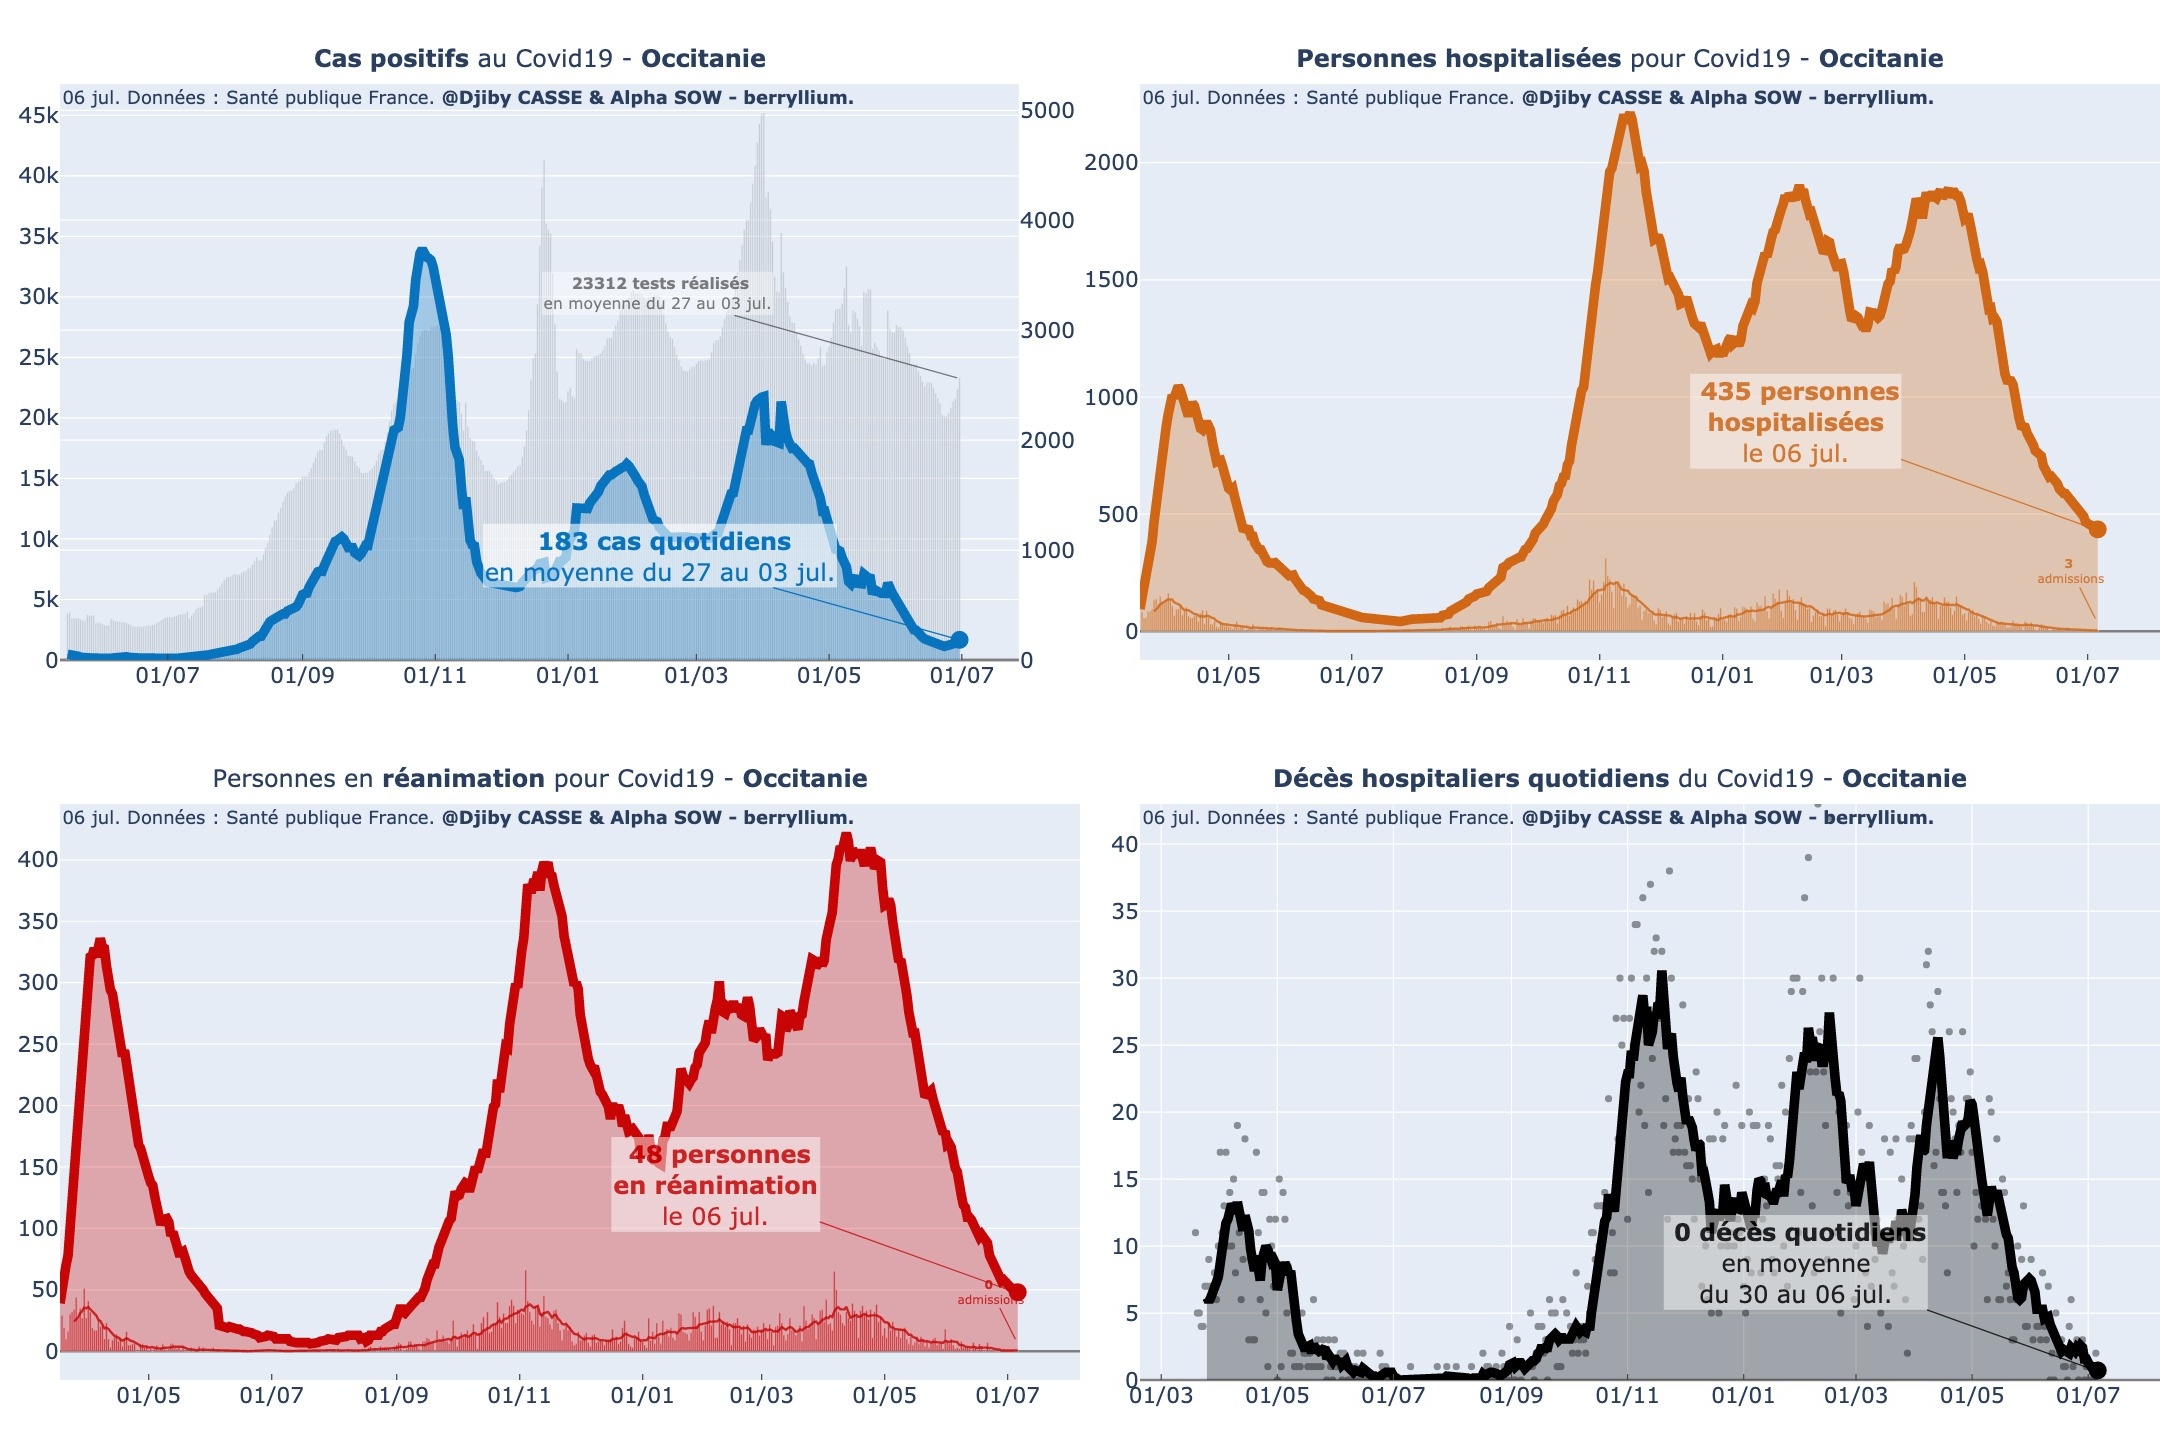 Cas positifs au Covid19 - Occitanie
06 jul. Données : Santé publique France. @Djiby CASSE & Alpha SOW - berryllium.
45k
40k
35k
30k
25k
20k
15k
10k
5k
0
5000
4000
3000
2000
1000
0
23312 tests réalisés
en moyenne du 27 au 03 jul.
183 cas quotidiens
en moyenne du 27 au 03 jul.
01/07 01/09 01/11 01/01 01/03 01/05 01/07
Personnes hospitalisées pour Covid19 - Occitanie
06 jul. Données : Santé publique France. @Djiby CASSE & Alpha SOW - berryllium.
2000
1500
1000
500
0
435 personnes
hospitalisées
le 06 jul.
3
admissions
01/05 01/07 01/09 01/11 01/01 01/03 01/05 01/07
Personnes en réanimation pour Covid19 - Occitanie
06 jul. Données : Santé publique France. @Djiby CASSE & Alpha SOW - berryllium.
400
350
300
250
200
150
100
50
0
48 personnes
en réanimation
le 06 jul.
0
admissions
01/05 01/07 01/09 01/11 01/01 01/03 01/05 01/07
Décès hospitaliers quotidiens du Covid19 - Occitanie
06 jul. Données : Santé publique France. @Djiby CASSE & Alpha SOW - berryllium.
40
35
30
25
20
15
10
5
0
0 décès quotidiens
en moyenne
du 30 au 06 jul.
01/03 01/05 01/07 01/09 01/11 01/01 01/03 01/05 01/07